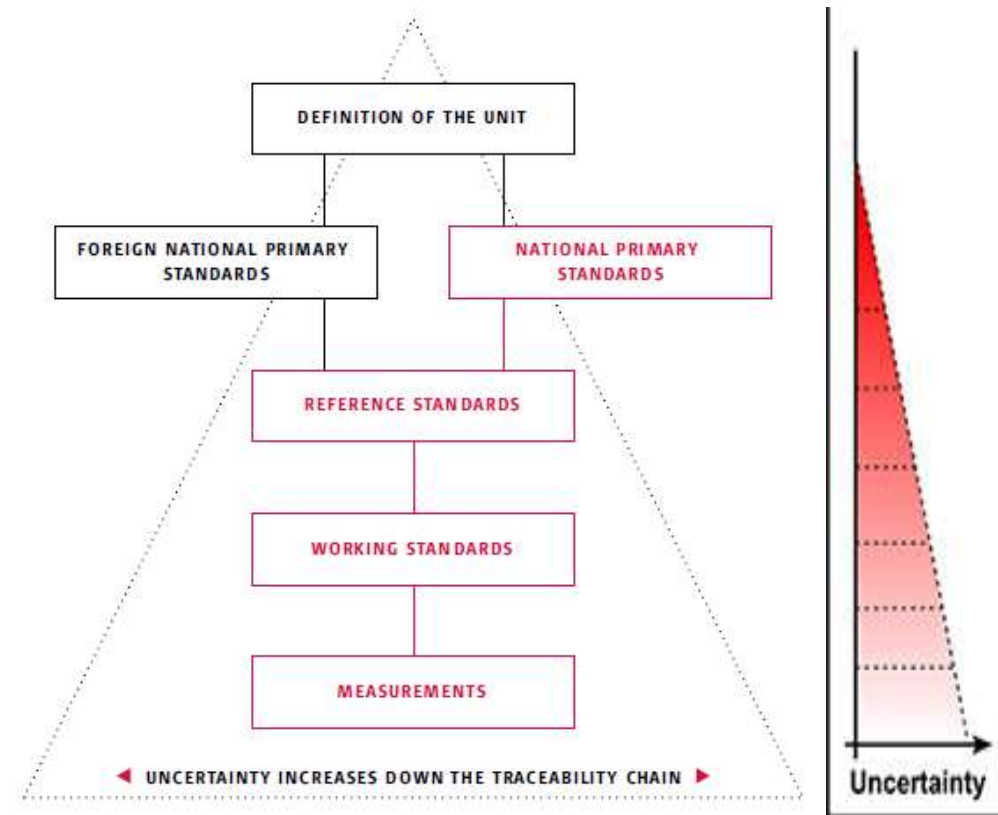 DEFINITION OF THE UNIT
FOREIGN NATIONAL PRIMARY
STANDARDS
NATIONAL PRIMARY
STANDARDS
REFERENCE STANDARDS
WORKING STANDARDS
MEASUREMENTS
UNCERTAINTY INCREASES DOWN THE TRACEABILITY CHAIN
Uncertainty